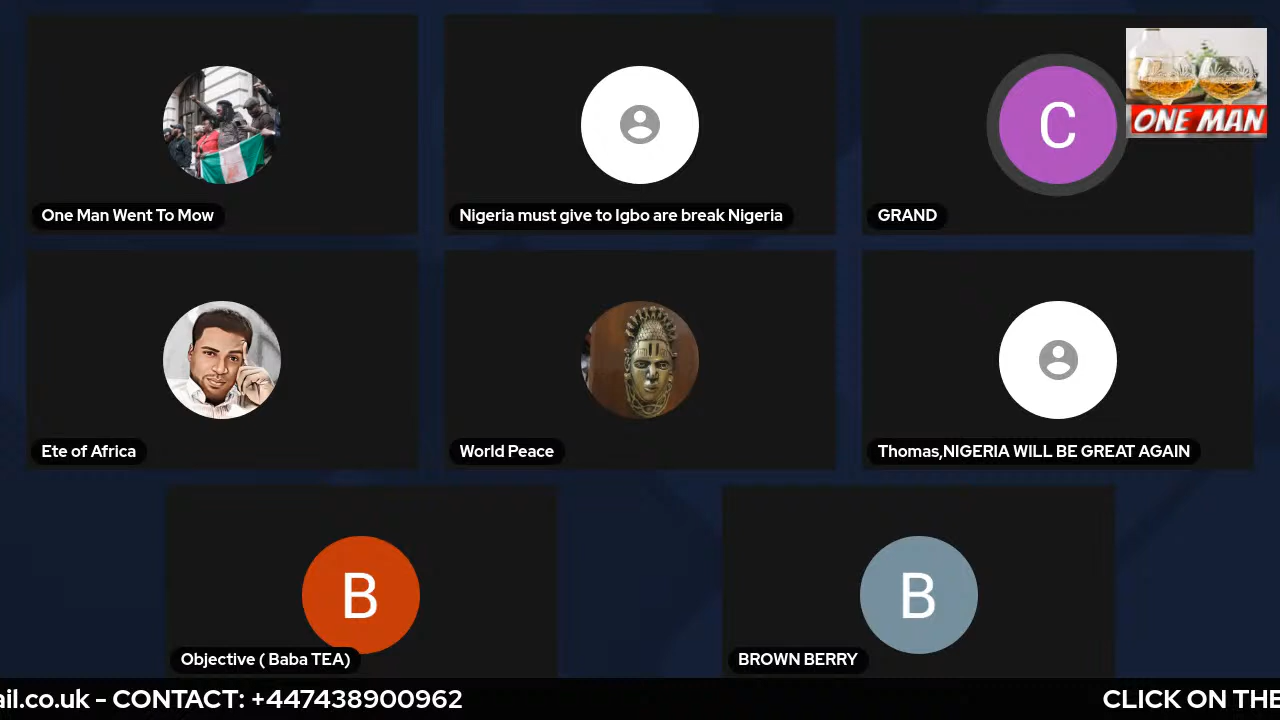 ONE MAN
C
One Man Went To Mow
Nigeria must give to Igbo are break Nigeria
GRAND
Ete of Africa
World Peace
Thomas,NIGERIA WILL BE GREAT AGAIN
B
B
Objective ( Baba TEA)
BROWN BERRY
ail.co.uk - CONTACT: +447438900962
CLICK ON THE